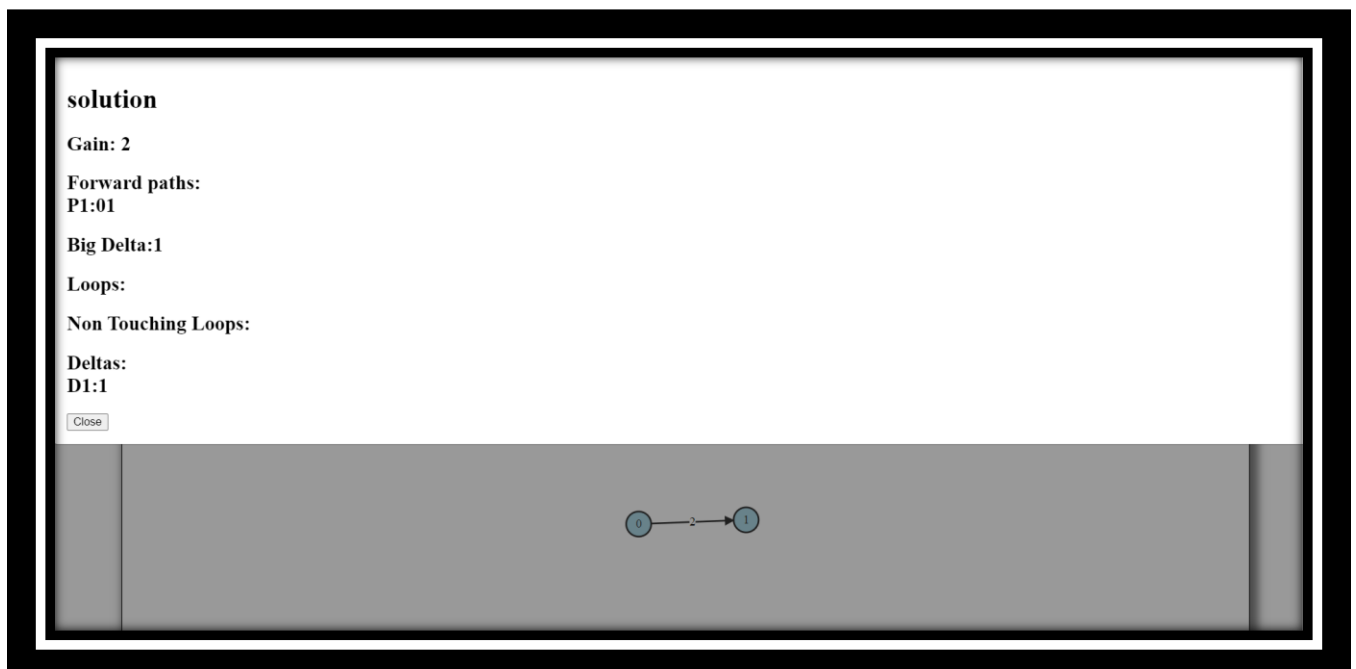 solution
Gain: 2
Forward paths:
P1:01
Big Delta:1
Loops:
Non Touching Loops:
Deltas:
D1:1
Close
0 2 1